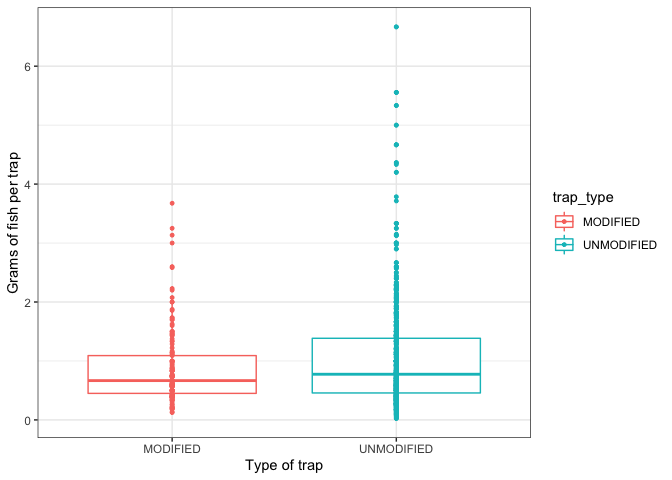 Grams of fish per trap
6
4
2
0
MODIFIED
UNMODIFIED
Type of trap
trap_type
MODIFIED
UNMODIFIED